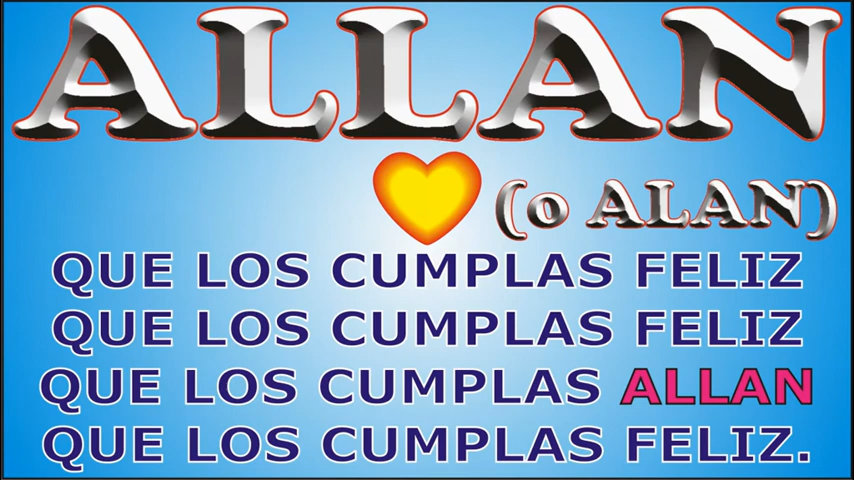 ALLAN
(o ALAN)
QUE LOS CUMPLAS FELIZ
QUE LOS CUMPLAS FELIZ
QUE LOS CUMPLAS ALLAN
QUE LOS CUMPLAS FELIZ.